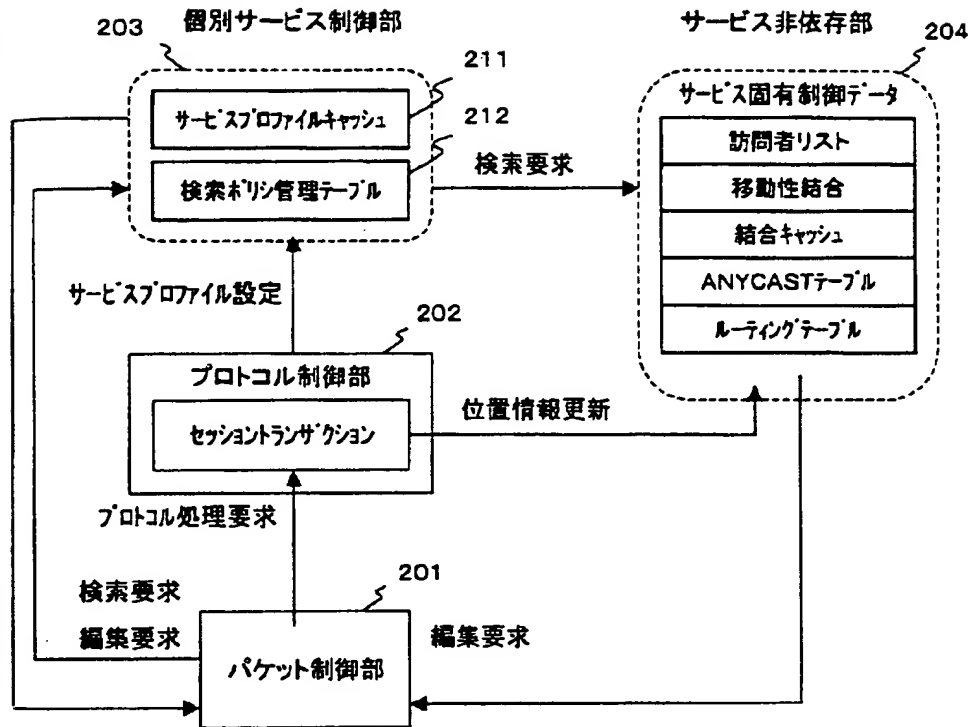 個別サービス制御部
203
サービス非依存部
204
211
サービスプロファイルキャッシュ
212
検索ポリシ管理テーブル
検索要求
サービス固有制御データ
訪問者リスト
移動性結合
結合キャッシュ
ANYCASTテーブル
ルーティングテーブル
サービスプロファイル設定
202
プロトコル制御部
セッショントランザクション
位置情報更新
プロトコル処理要求
検索要求
編集要求
201
パケット制御部
編集要求